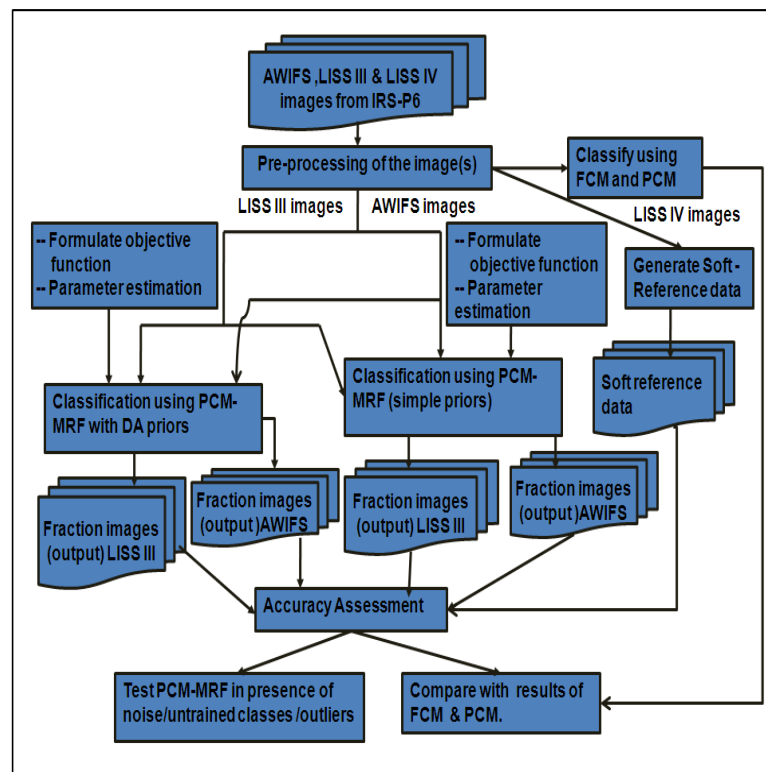 AWIFS ,LISS III & LISS IV
images from IRS-P6
Pre-processing of the image(s)
Classify using
FCM and PCM
LISS III images
AWIFS images
LISS IV images
-- Formulate objective
function
-- Parameter estimation
-- Formulate
objective function
-- Parameter
estimation
Generate Soft -
Reference data
Classification using PCM-
MRF with DA priors
Classification using PCM-
MRF (simple priors)
Soft reference
data
Fraction images
(output) LISS III
Fraction images
(output )AWIFS
Fraction images
(output) LISS III
Fraction images
(output )AWIFS
Accuracy Assessment
Test PCM-MRF in presence of
noise/untrained classes /outliers
Compare with results of
FCM & PCM.